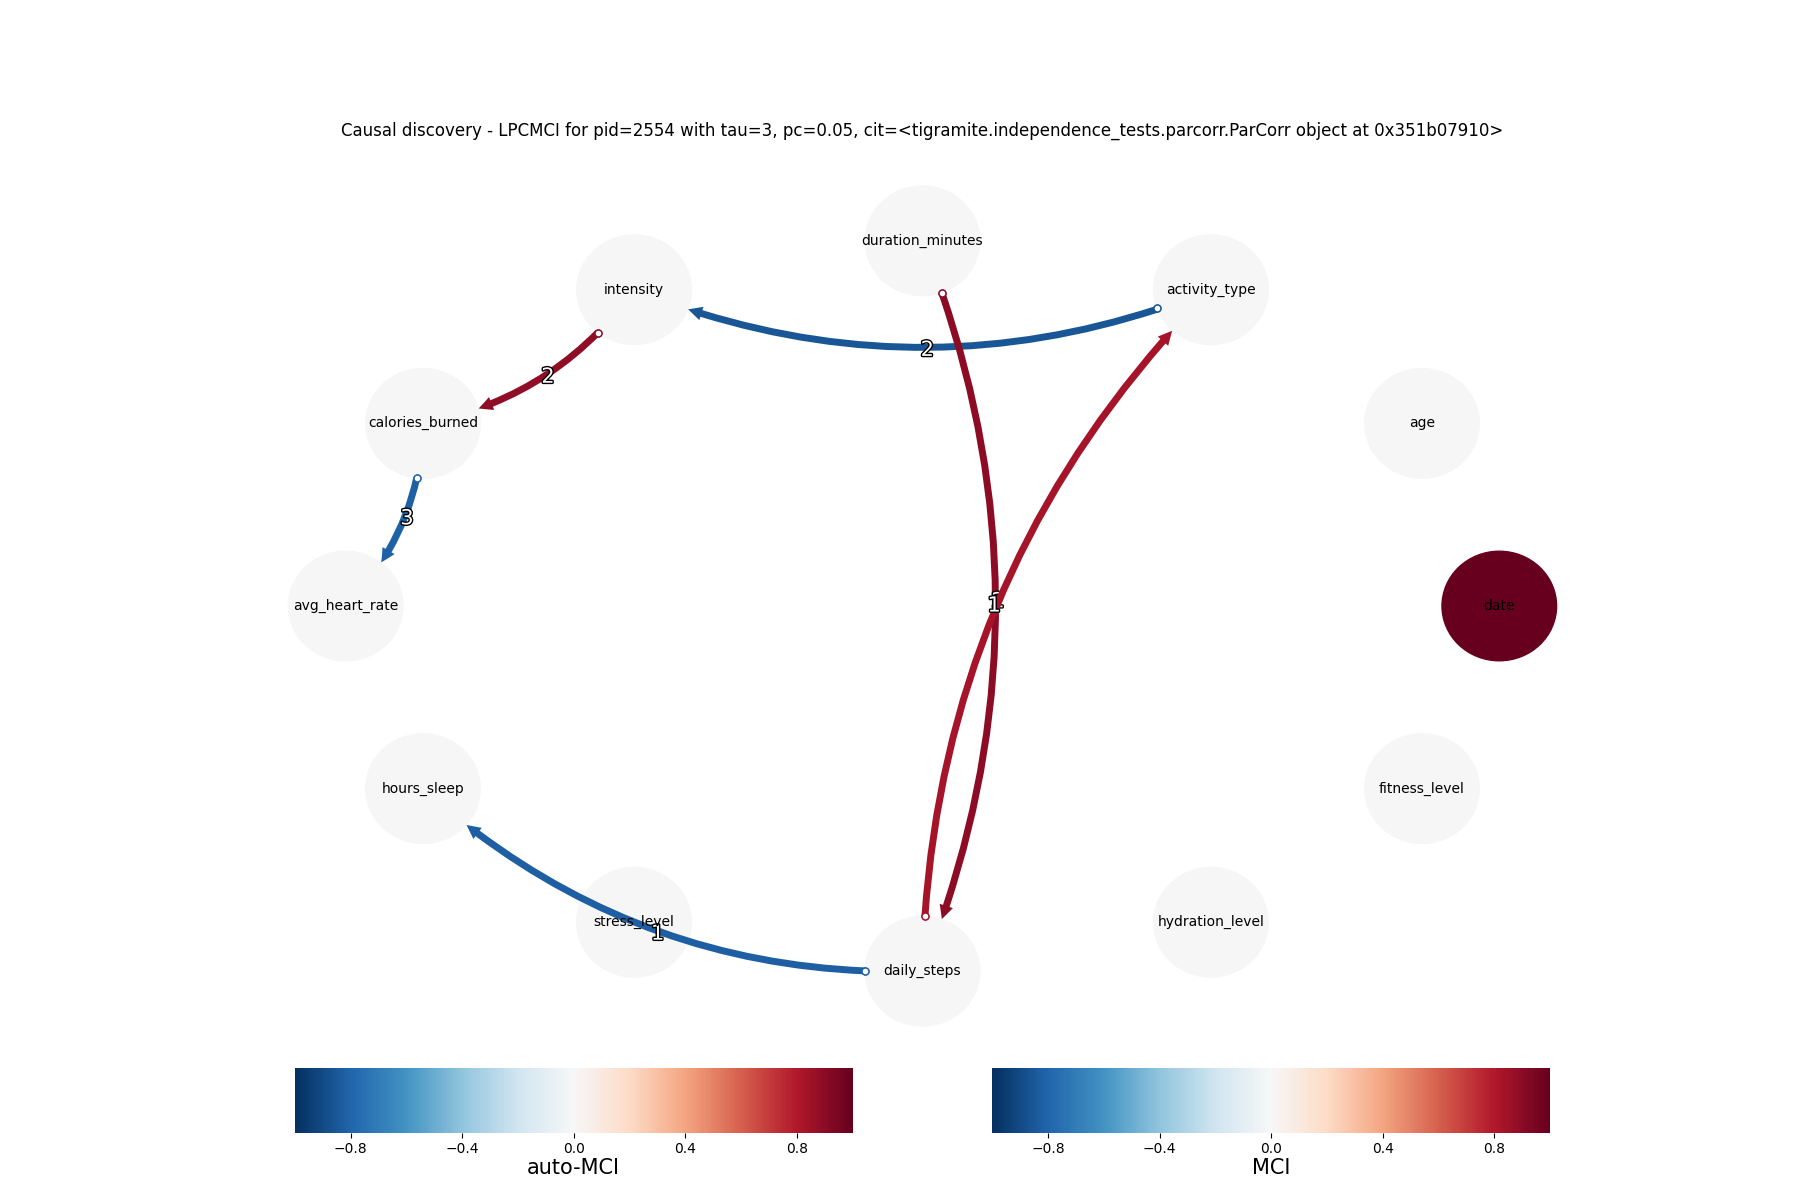 Causal discovery - LPCMCI for pid=2554 with tau=3, pc=0.05, cit=<tigramite.independence_tests.parcorr.ParCorr object at 0x351b07910>
duration_minutes
intensity
activity_type
2
2
calories_burned
age
3
avg_heart_rate
1
date
hours_sleep
fitness_level
stress_level
1
hydration_level
daily_steps
−0.8 −0.4 0.0 0.4 0.8
auto-MCI
−0.8 −0.4 0.0 0.4 0.8
MCI